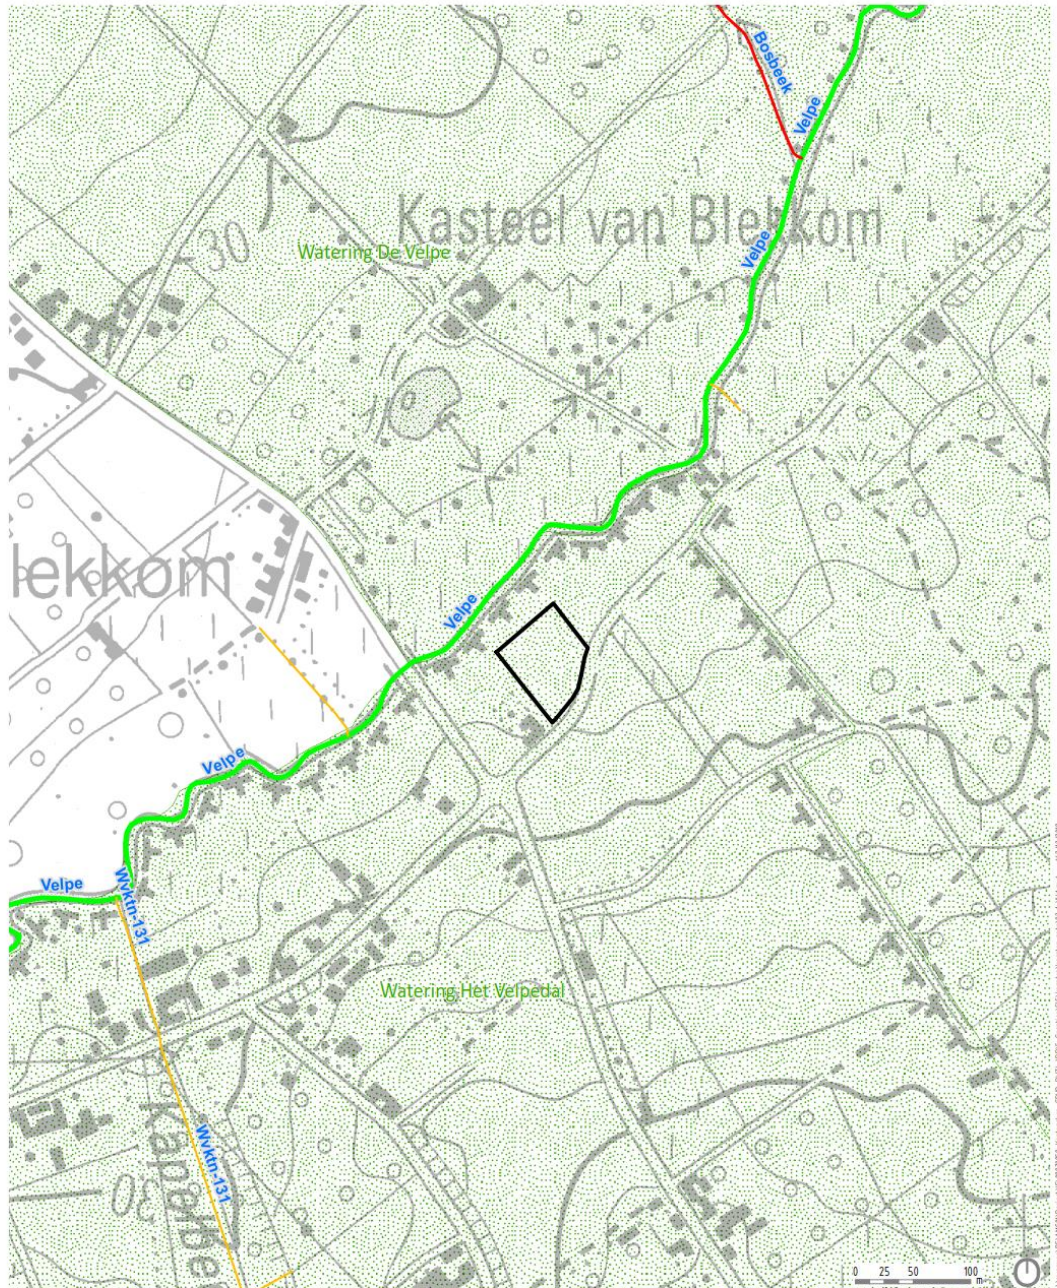 Bosbeek
Velpe
Kasteel van Blekkom
30
Watering De Velpe
Velpe
lekkom
Velpe
Velpe
Velpe
Wvktn-131
Watering Het Velpedal
Kapalbe
30
Wvktn-131
0 25 50 100
m